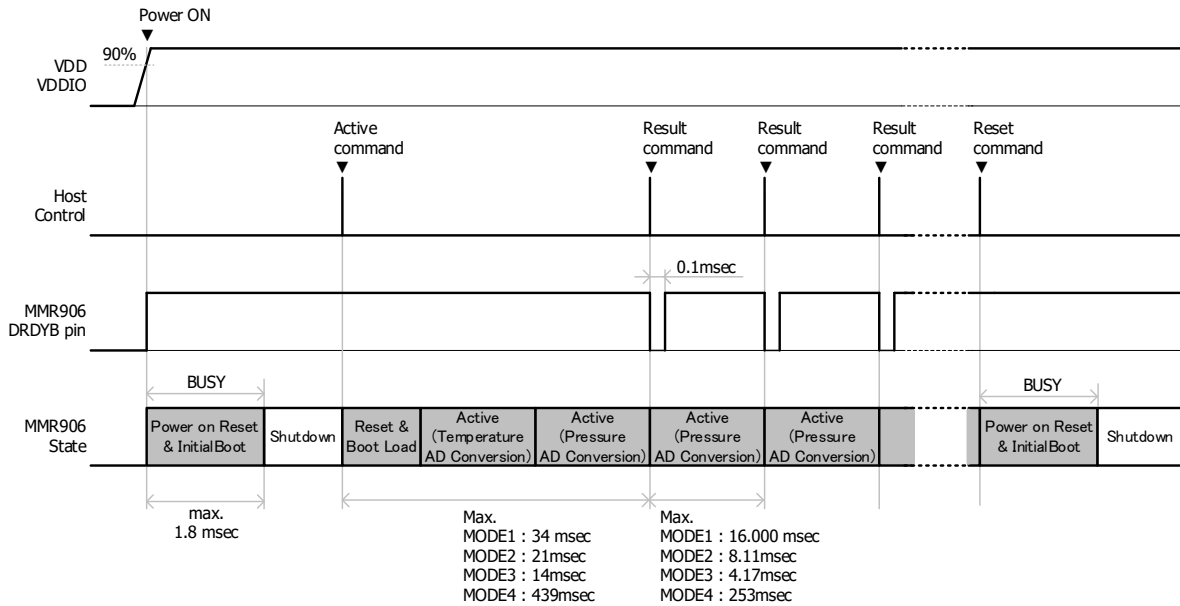 Power ON
90%
VDD
VDDIO
Active
command
Result
command
Result
command
Result
command
Reset
command
Host
Control
0.1msec
MMR906
DRDYB pin
BUSY
BUSY
MMR906
State
Power on Reset
& InitialBoot
Shutdown
Reset &
Boot Load
Active
(Temperature
AD Conversion)
Active
(Pressure
AD Conversion)
Active
(Pressure
AD Conversion)
Active
(Pressure
AD Conversion)
Power on Reset
& InitialBoot
Shutdown
max.
1.8 msec
Max.
MODE1 : 34 msec
MODE2 : 21msec
MODE3 : 14msec
MODE4 : 439msec
Max.
MODE1 : 16.000 msec
MODE2 : 8.11msec
MODE3 : 4.17msec
MODE4 : 253msec